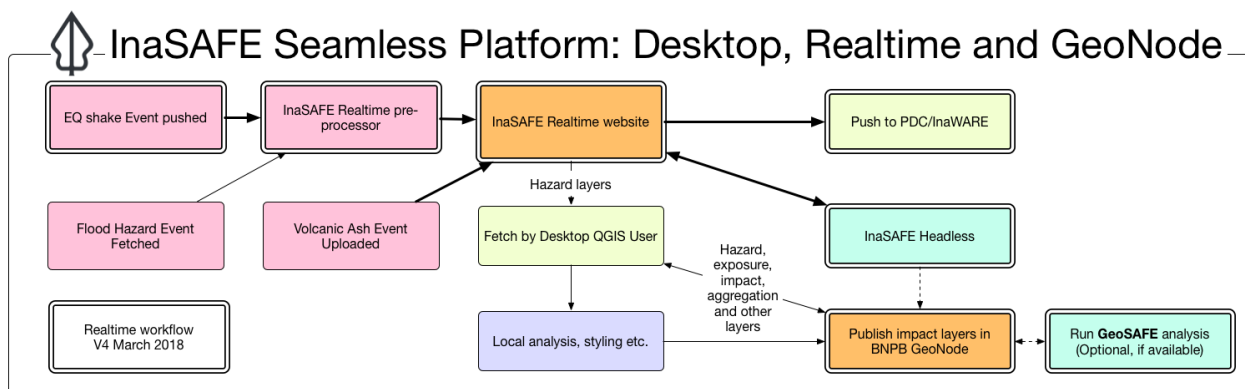 InaSAFE Seamless Platform: Desktop, Realtime and GeoNode
EQ shake Event pushed
InaSAFE Realtime pre-
processor
InaSAFE Realtime website
Push to PDC/InaWARE
Hazard layers
Flood Hazard Event
Fetched
Volcanic Ash Event
Uploaded
Fetch by Desktop QGIS User
InaSAFE Headless
Hazard,
exposure,
impact,
aggregation
and other
layers
Realtime workflow
V4 March 2018
Local analysis, styling etc.
Publish impact layers in
BNPB GeoNode
Run GeoSAFE analysis
(Optional, if available)